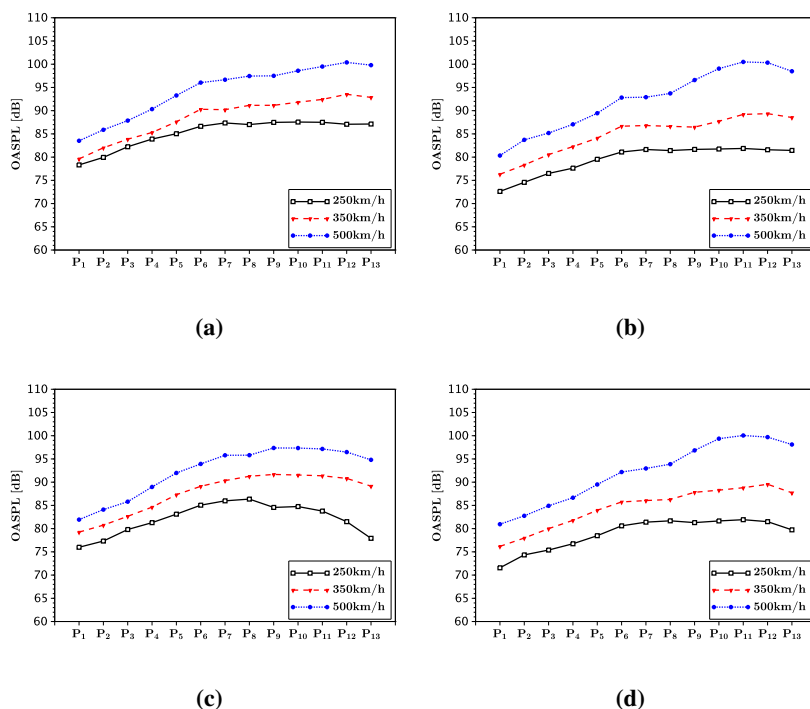 110
105
100
95
90
85
80
75
70
65
60
OASPL [dB]
250km/h
350km/h
500km/h
P₁ P₂ P₃ P₄ P₅ P₆ P₇ P₈ P₉ P₁₀ P₁₁ P₁₂ P₁₃
(a)
110
105
100
95
90
85
80
75
70
65
60
OASPL [dB]
250km/h
350km/h
500km/h
P₁ P₂ P₃ P₄ P₅ P₆ P₇ P₈ P₉ P₁₀ P₁₁ P₁₂ P₁₃
(b)
110
105
100
95
90
85
80
75
70
65
60
OASPL [dB]
250km/h
350km/h
500km/h
P₁ P₂ P₃ P₄ P₅ P₆ P₇ P₈ P₉ P₁₀ P₁₁ P₁₂ P₁₃
(c)
110
105
100
95
90
85
80
75
70
65
60
OASPL [dB]
250km/h
350km/h
500km/h
P₁ P₂ P₃ P₄ P₅ P₆ P₇ P₈ P₉ P₁₀ P₁₁ P₁₂ P₁₃
(d)